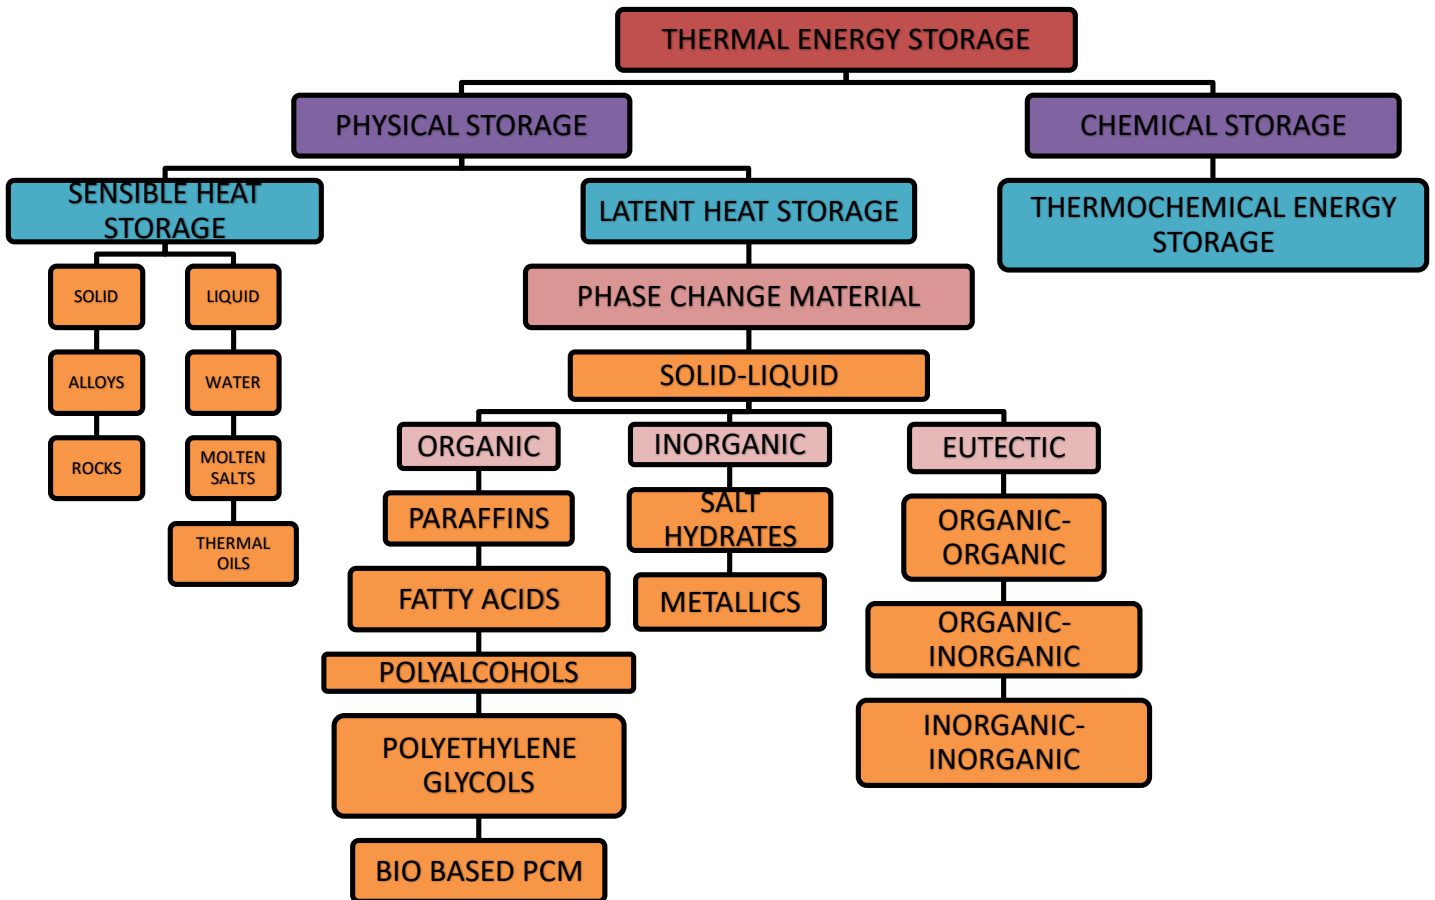 THERMAL ENERGY STORAGE
PHYSICAL STORAGE
CHEMICAL STORAGE
SENSIBLE HEAT
STORAGE
LATENT HEAT STORAGE
THERMOCHEMICAL ENERGY
STORAGE
SOLID
LIQUID
PHASE CHANGE MATERIAL
ALLOYS
WATER
SOLID-LIQUID
ROCKS
MOLTEN
SALTS
THERMAL
OILS
ORGANIC
INORGANIC
EUTECTIC
PARAFFINS
FATTY ACIDS
POLYALCOHOLS
POLYETHYLENE
GLYCOLS
BIO BASED PCM
SALT
HYDRATES
METALLICS
ORGANIC-
ORGANIC
ORGANIC-
INORGANIC
INORGANIC-
INORGANIC